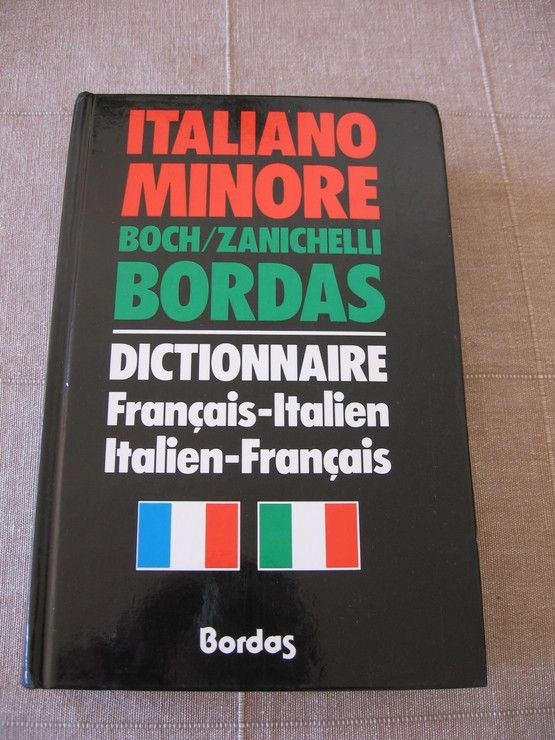 ITALIANO
MINORE
BOCH/ZANICHELLI
BORDAS
DICTIONNAIRE
Français-Italien
Italien-Français
Bordas